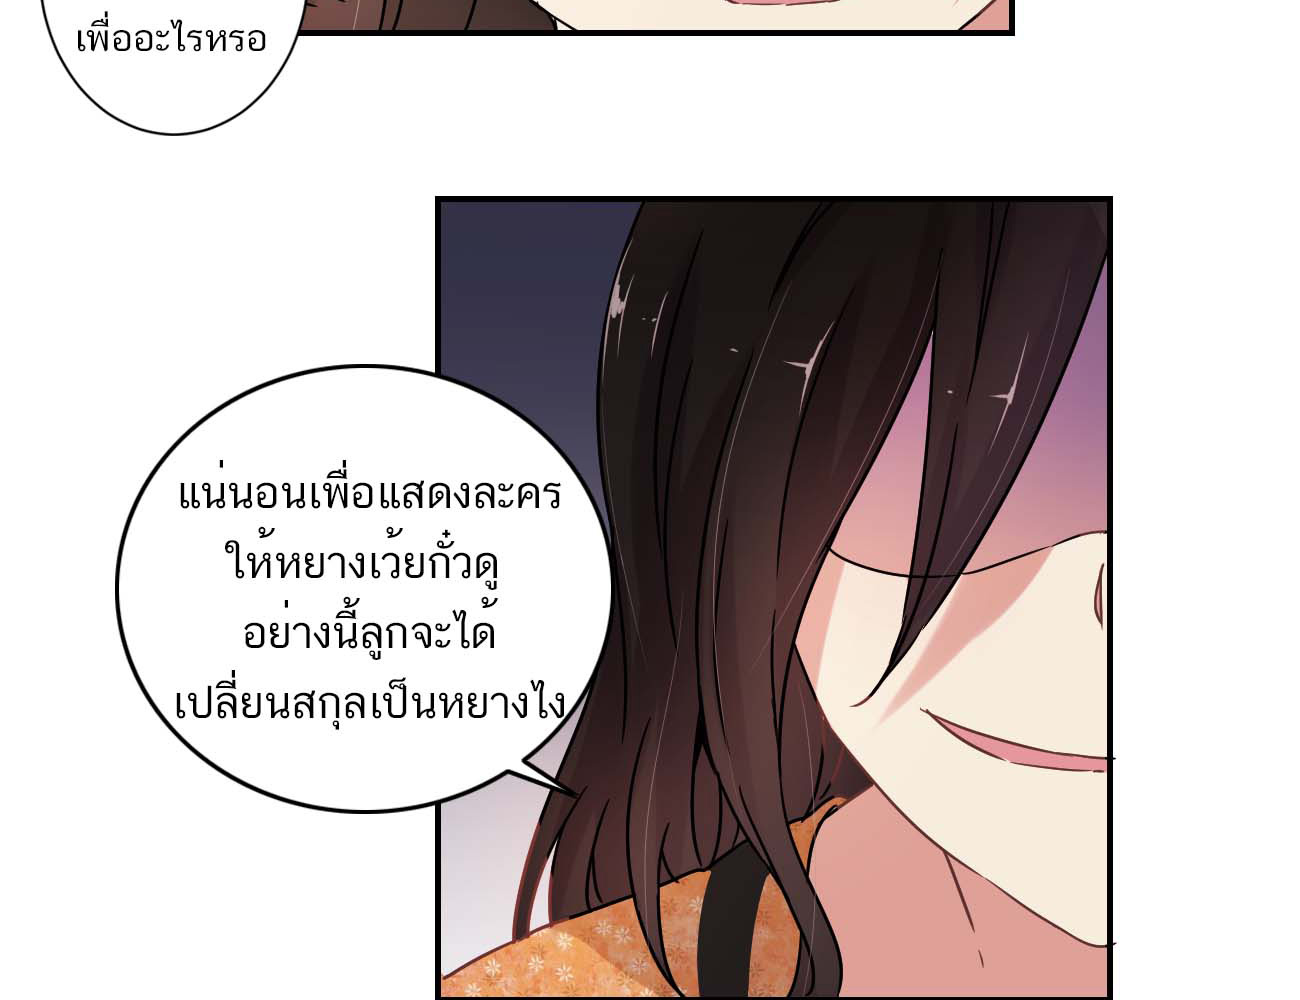 เพื่ออะไรหรอ
แน่นอนเพื่อแสดงละคร
ให้หยางเว้ยกั๋วดู
อย่างนี้ลูกจะได้
เปลี่ยนสกุลเป็นหยางไง